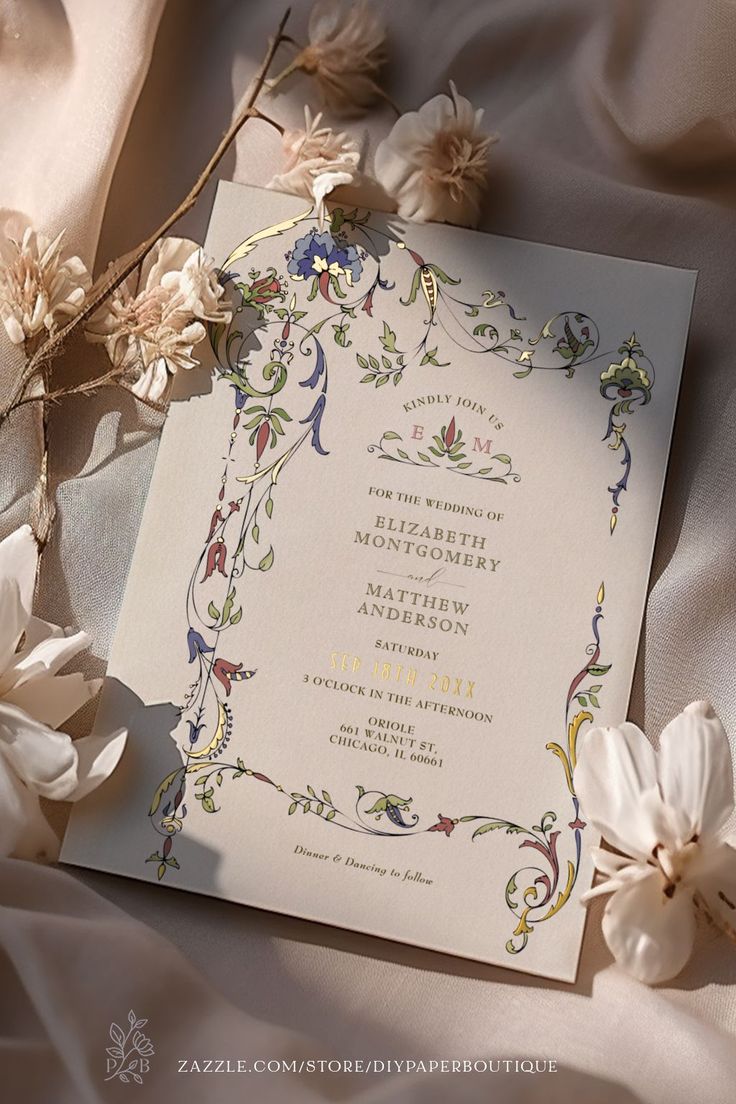 KINDLY JOIN US
E M
FOR THE WEDDING OF
ELIZABETH
MONTGOMERY
and
MATTHEW
ANDERSON
SATURDAY
SEP 18TH 20XX
3 O'CLOCK IN THE AFTERNOON
ORIOLE
661 WALNUT ST,
CHICAGO, IL 60661
Dinner & Dancing to follow
P B
ZAZZLE.COM/STORE/DIYPAPERBOUTIQUE